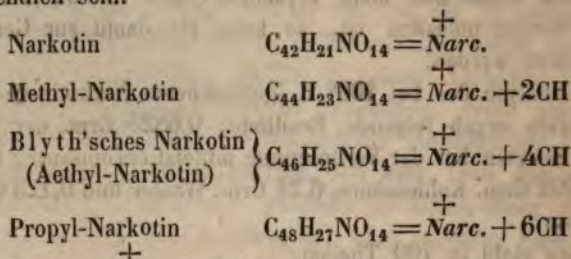 Narkotin C₄₂H₂₁NO₁₄ = N̟arc.
Methyl-Narkotin C₄₄H₂₃NO₁₄ = Narc. + 2CH
Blyth'sches Narkotin } C₄₆H₂₅NO₁₄ = Narc. + 4CH
(Aethyl-Narkotin)
Propyl-Narkotin C₄₈H₂₇NO₁₄ = Narc. + 6CH